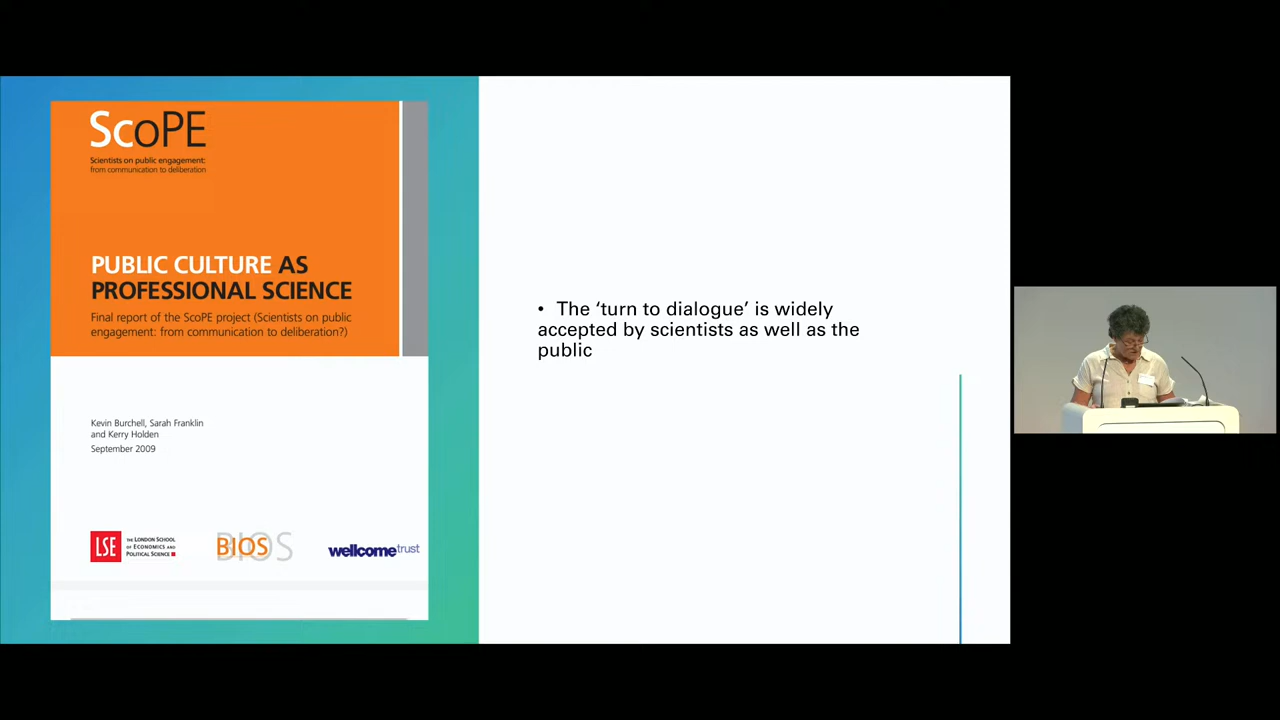 ScoPE
Scientists on public engagement:
from communication to deliberation
PUBLIC CULTURE AS
PROFESSIONAL SCIENCE
Final report of the ScoPE project (Scientists on public
engagement: from communication to deliberation?)
Kevin Burchell, Sarah Franklin
and Kerry Holden
September 2009
LSE
THE LONDON SCHOOL
OF ECONOMICS AND
POLITICAL SCIENCE
BIOS
BIOS
wellcometrust
• The ‘turn to dialogue’ is widely
accepted by scientists as well as the
public